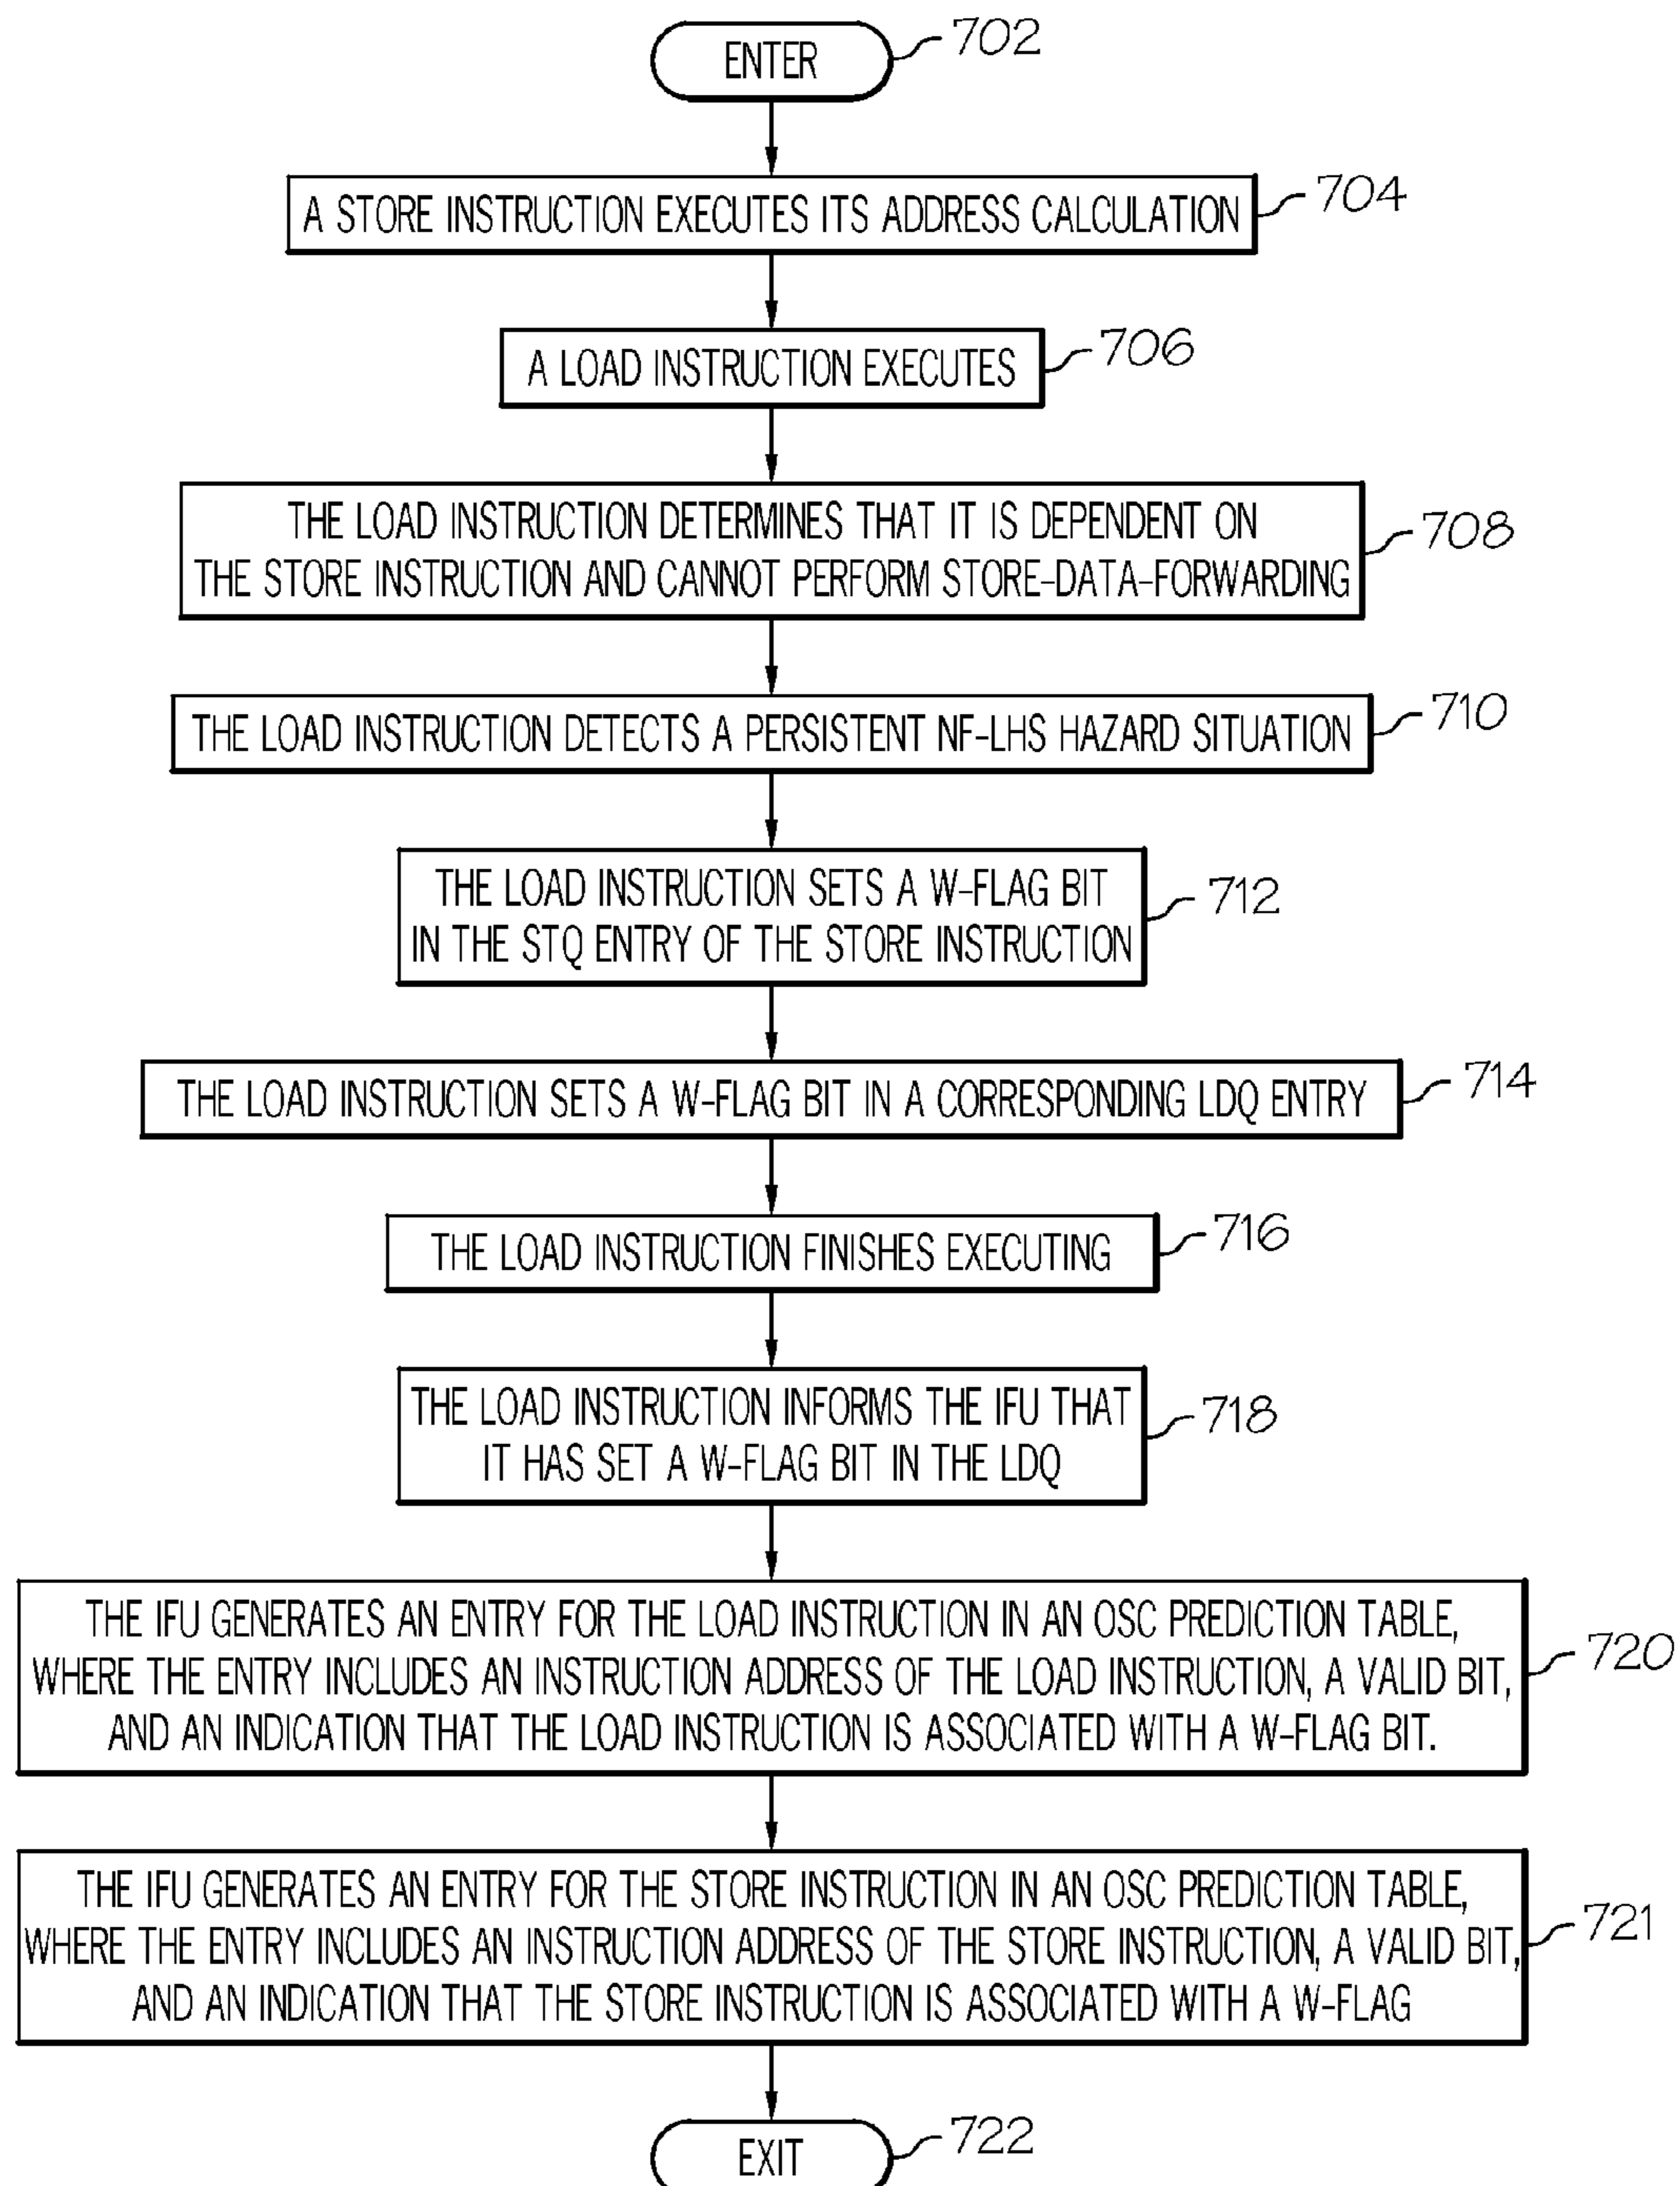 ENTER
702
A STORE INSTRUCTION EXECUTES ITS ADDRESS CALCULATION
704
A LOAD INSTRUCTION EXECUTES
706
THE LOAD INSTRUCTION DETERMINES THAT IT IS DEPENDENT ON
THE STORE INSTRUCTION AND CANNOT PERFORM STORE-DATA-FORWARDING
708
THE LOAD INSTRUCTION DETECTS A PERSISTENT NF-LHS HAZARD SITUATION
710
THE LOAD INSTRUCTION SETS A W-FLAG BIT
IN THE STQ ENTRY OF THE STORE INSTRUCTION
712
THE LOAD INSTRUCTION SETS A W-FLAG BIT IN A CORRESPONDING LDQ ENTRY
714
THE LOAD INSTRUCTION FINISHES EXECUTING
716
THE LOAD INSTRUCTION INFORMS THE IFU THAT
IT HAS SET A W-FLAG BIT IN THE LDQ
718
THE IFU GENERATES AN ENTRY FOR THE LOAD INSTRUCTION IN AN OSC PREDICTION TABLE,
WHERE THE ENTRY INCLUDES AN INSTRUCTION ADDRESS OF THE LOAD INSTRUCTION, A VALID BIT,
AND AN INDICATION THAT THE LOAD INSTRUCTION IS ASSOCIATED WITH A W-FLAG BIT.
720
THE IFU GENERATES AN ENTRY FOR THE STORE INSTRUCTION IN AN OSC PREDICTION TABLE,
WHERE THE ENTRY INCLUDES AN INSTRUCTION ADDRESS OF THE STORE INSTRUCTION, A VALID BIT,
AND AN INDICATION THAT THE STORE INSTRUCTION IS ASSOCIATED WITH A W-FLAG
721
EXIT
722